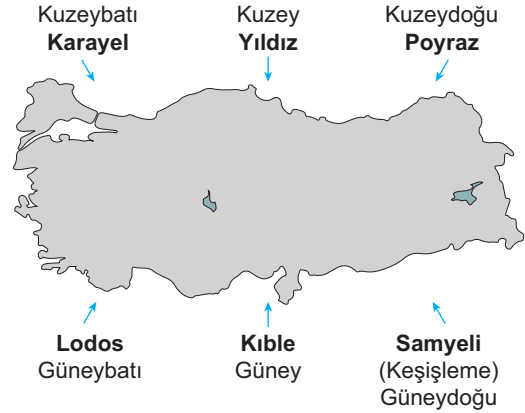 Kuzeybatı
Karayel
Kuzey
Yıldız
Kuzeydoğu
Poyraz
Lodos
Güneybatı
Kıble
Güney
Samyeli
(Keşişleme)
Güneydoğu